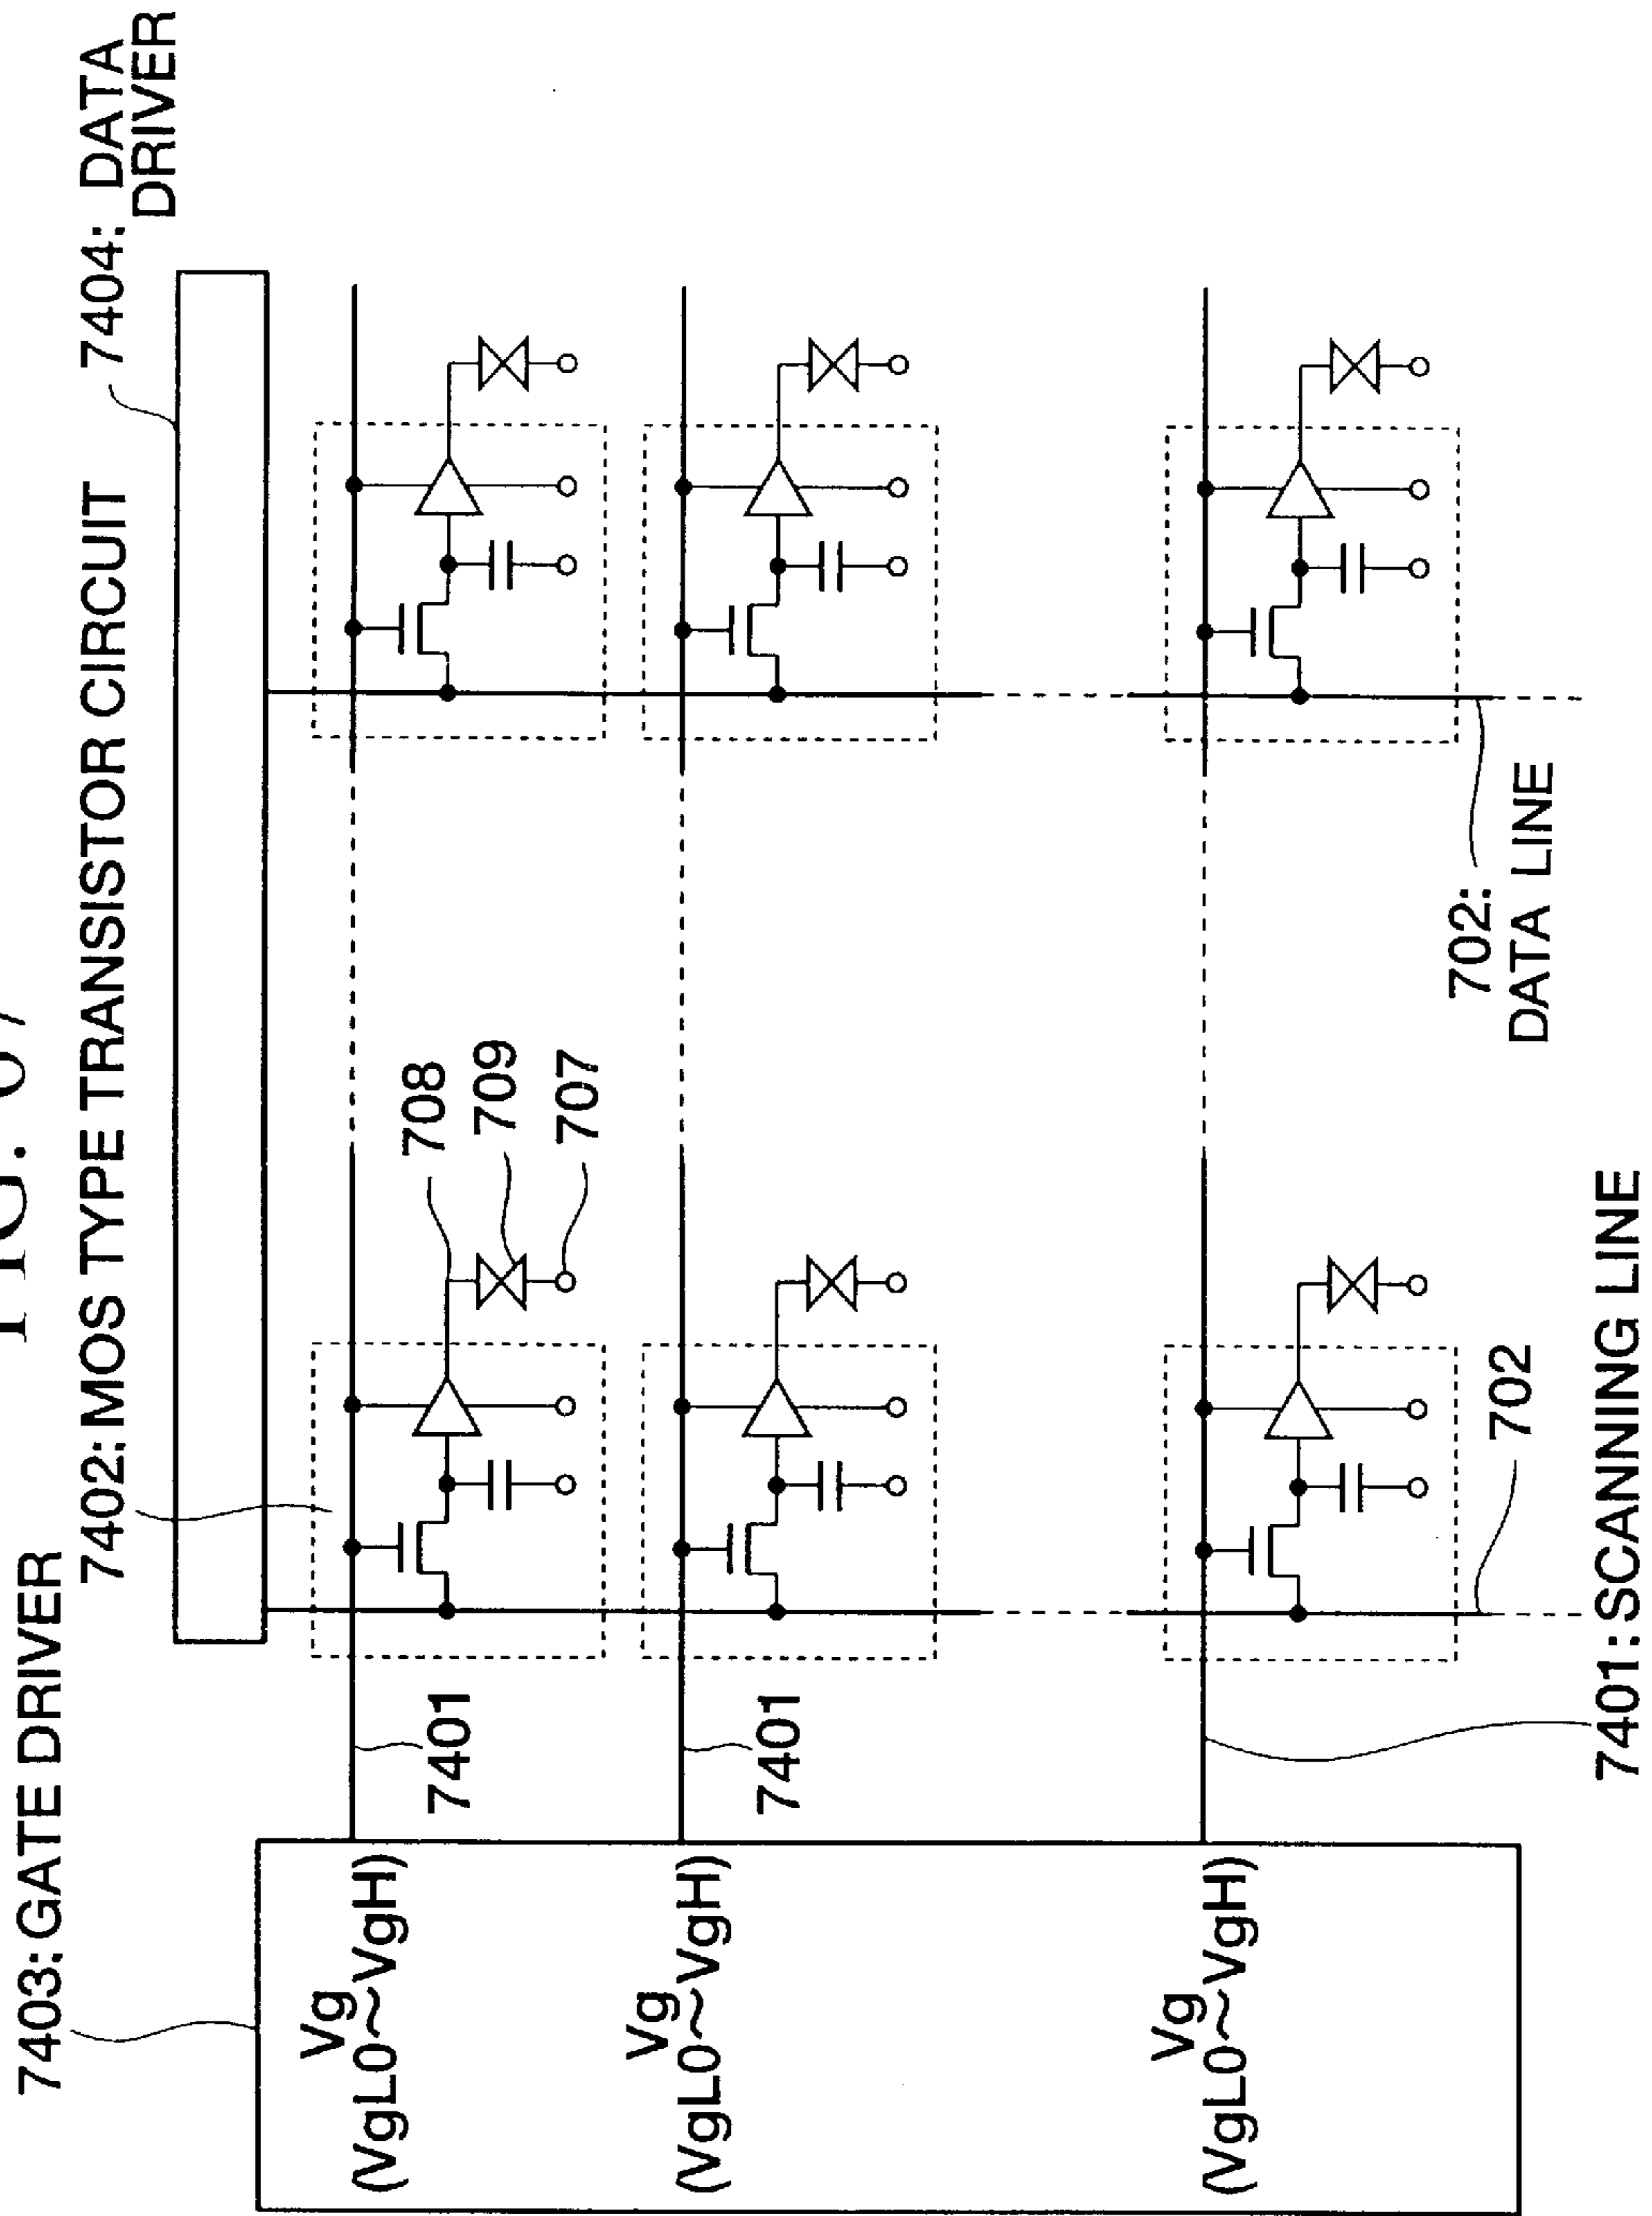 7403:GATE DRIVER
7402:MOS TYPE TRANSISTOR CIRCUIT
7404: DATA
DRIVER
Vg
(VgL0~VgH)
7401
708
709
707
Vg
(VgL0~VgH)
7401
Vg
(VgL0~VgH)
702
702:
DATA LINE
7401:SCANNING LINE